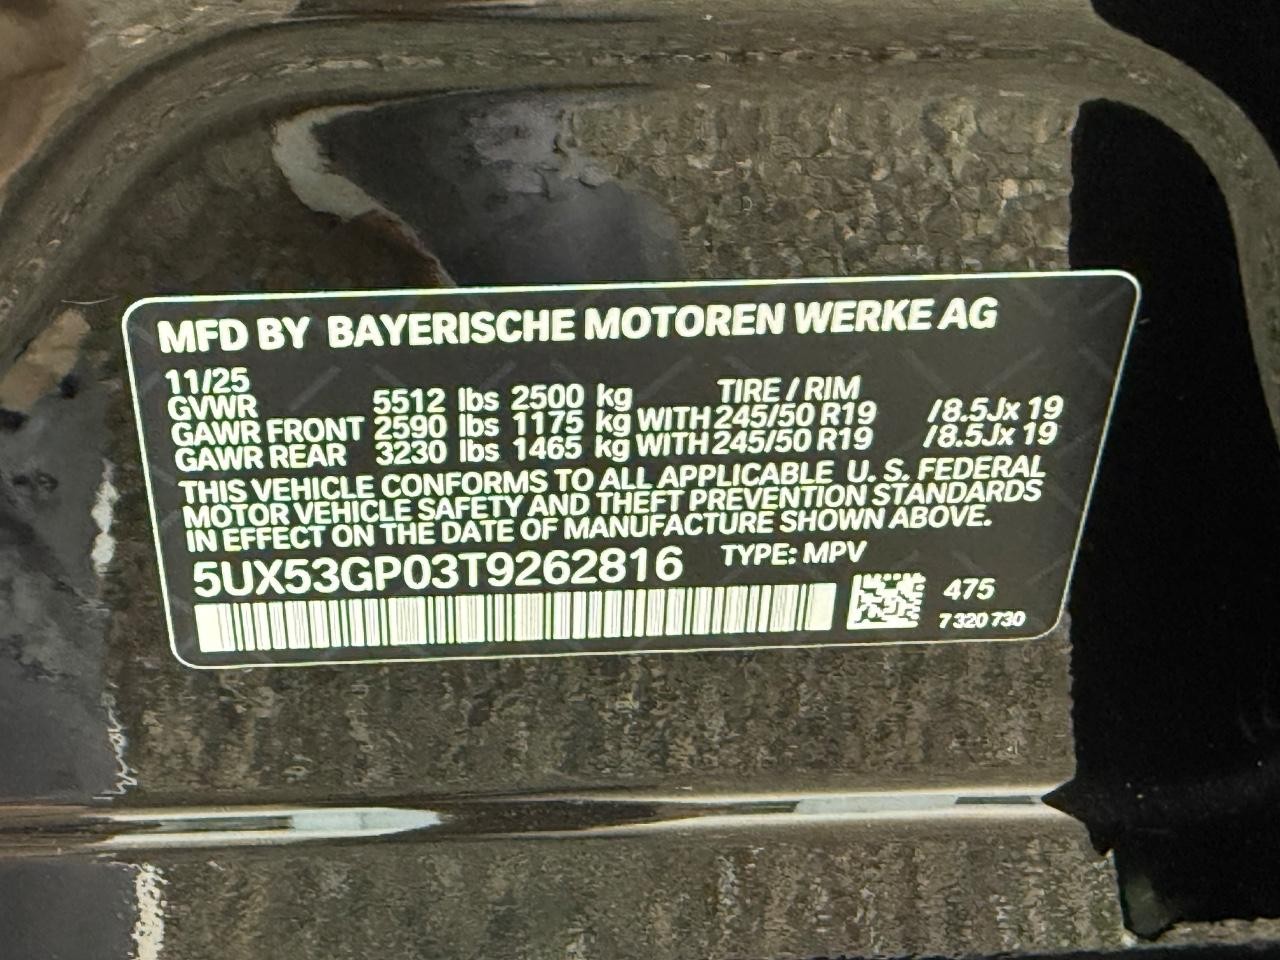 MFD BY BAYERISCHE MOTOREN WERKE AG
11/25 TIRE / RIM
GVWR 5512 lbs 2500 kg
GAWR FRONT 2590 lbs 1175 kg WITH 245/50 R19 /8.5Jx 19
GAWR REAR 3230 lbs 1465 kg WITH 245/50 R19 /8.5Jx 19
THIS VEHICLE CONFORMS TO ALL APPLICABLE U. S. FEDERAL
MOTOR VEHICLE SAFETY AND THEFT PREVENTION STANDARDS
IN EFFECT ON THE DATE OF MANUFACTURE SHOWN ABOVE.
5UX53GP03T9262816 TYPE: MPV
475
7 320 730